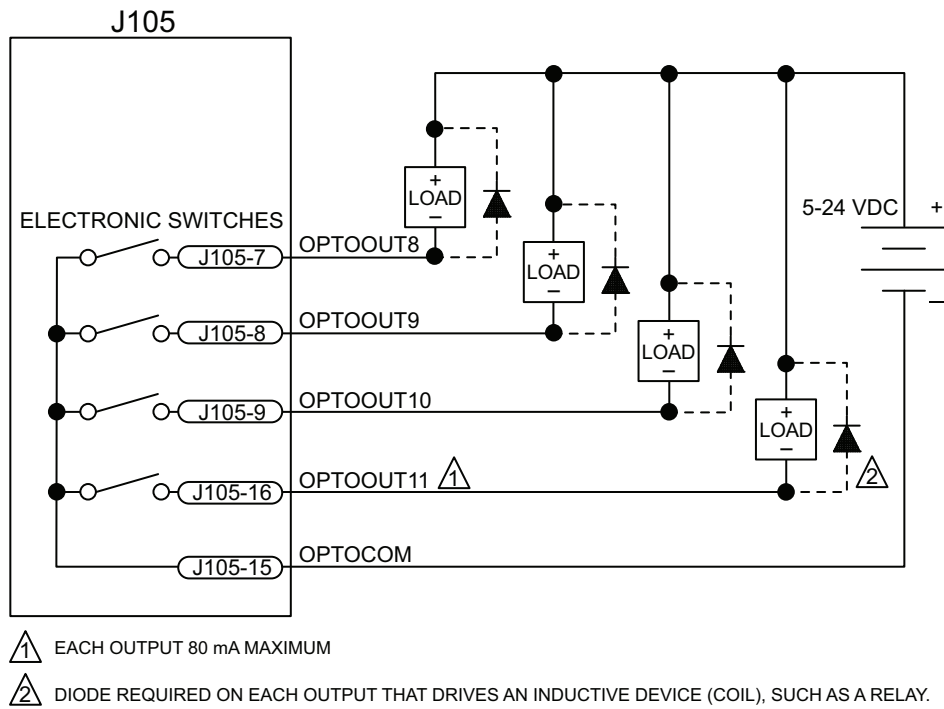 J105
5-24 VDC
+
−
+
LOAD
−
+
LOAD
−
+
LOAD
−
+
LOAD
−
ELECTRONIC SWITCHES
J105-7
OPTOOUT8
J105-8
OPTOOUT9
J105-9
OPTOOUT10
J105-16
OPTOOUT11
1
2
J105-15
OPTOCOM
1 EACH OUTPUT 80 mA MAXIMUM
2 DIODE REQUIRED ON EACH OUTPUT THAT DRIVES AN INDUCTIVE DEVICE (COIL), SUCH AS A RELAY.